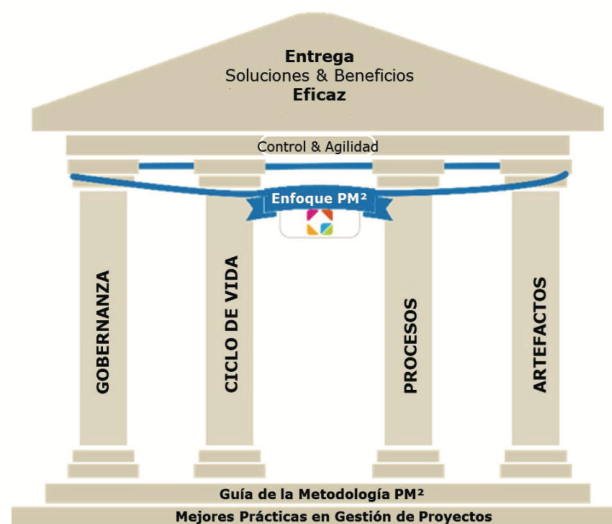 Entrega
Soluciones & Beneficios
Eficaz
Control & Agilidad
Enfoque PM²
GOBERNANZA
CICLO DE VIDA
PROCESOS
ARTEFACTOS
Guía de la Metodología PM²
Mejores Prácticas en Gestión de Proyectos